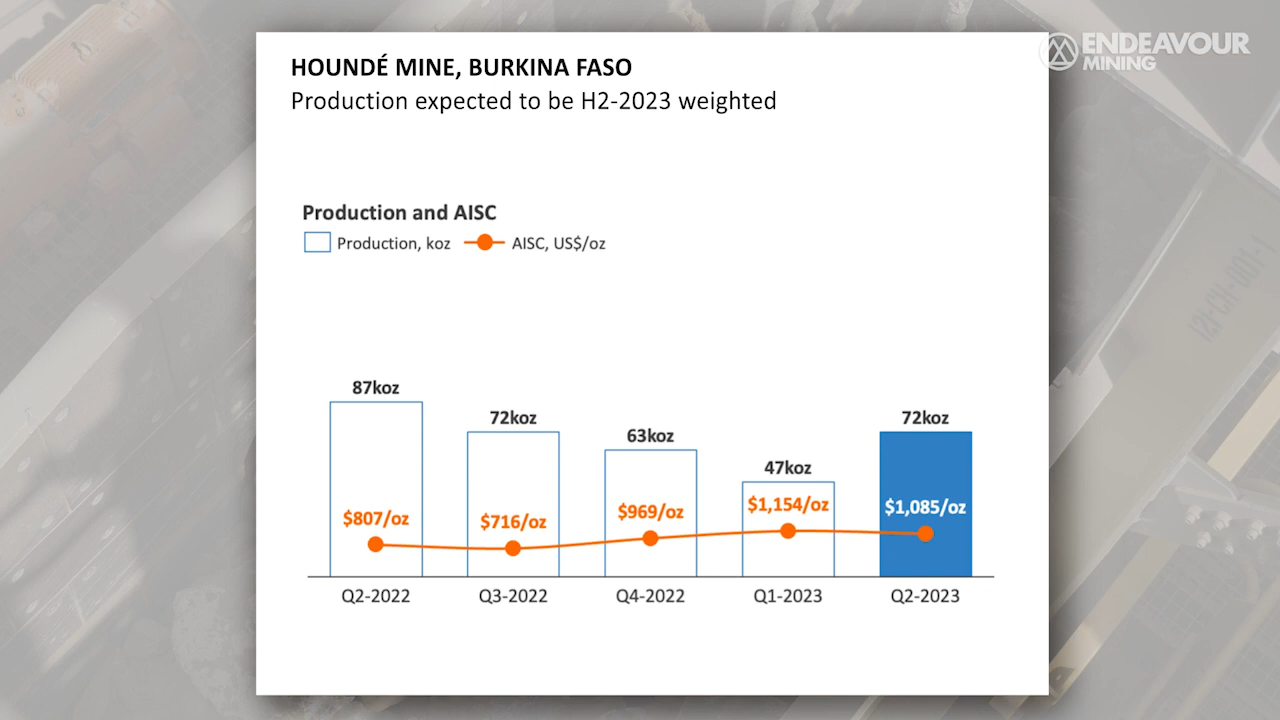 HOUNDÉ MINE, BURKINA FASO
Production expected to be H2-2023 weighted
ENDEAVOUR
MINING
Production and AISC
Production, koz AISC, US$/oz
87koz
72koz
63koz
47koz
72koz
$807/oz
$716/oz
$969/oz
$1,154/oz
$1,085/oz
Q2-2022 Q3-2022 Q4-2022 Q1-2023 Q2-2023